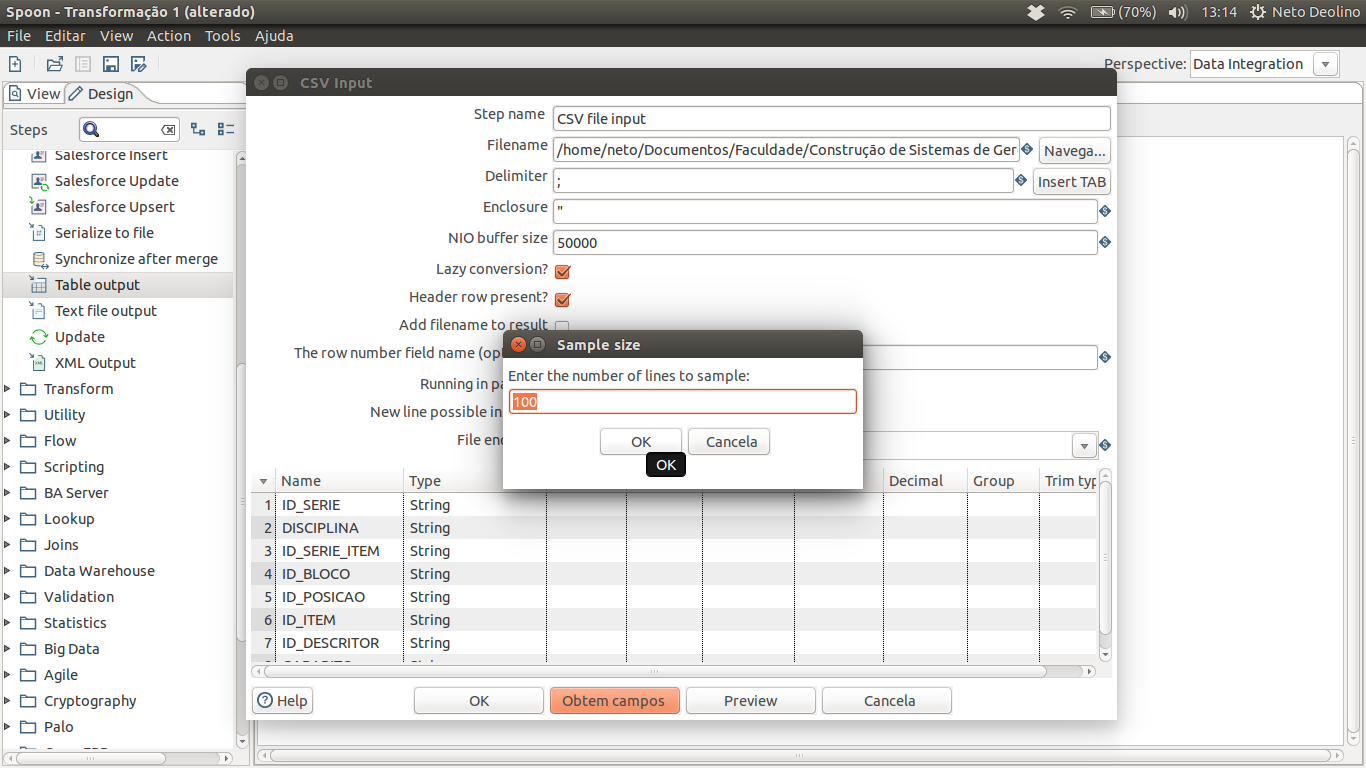 Spoon - Transformação 1 (alterado)
(70%)
13:14
Neto Deolino
File Editar View Action Tools Ajuda
Perspective: Data Integration
View Design
Steps
Salesforce Insert
Salesforce Update
Salesforce Upsert
Serialize to file
Synchronize after merge
Table output
Text file output
Update
XML Output
Transform
Utility
Flow
Scripting
BA Server
Lookup
Joins
Data Warehouse
Validation
Statistics
Big Data
Agile
Cryptography
Palo
CSV Input
Step name CSV file input
Filename /home/neto/Documentos/Faculdade/Construção de Sistemas de Ger Navega...
Delimiter ; Insert TAB
Enclosure "
NIO buffer size 50000
Lazy conversion?
Header row present?
Add filename to result
The row number field name (opt
Running in pa
New line possible in
File enc
Sample size
Enter the number of lines to sample:
100
OK Cancela
OK
Name Type Decimal Group Trim typ
1 ID_SERIE String
2 DISCIPLINA String
3 ID_SERIE_ITEM String
4 ID_BLOCO String
5 ID_POSICAO String
6 ID_ITEM String
7 ID_DESCRITOR String
Help OK Obtem campos Preview Cancela